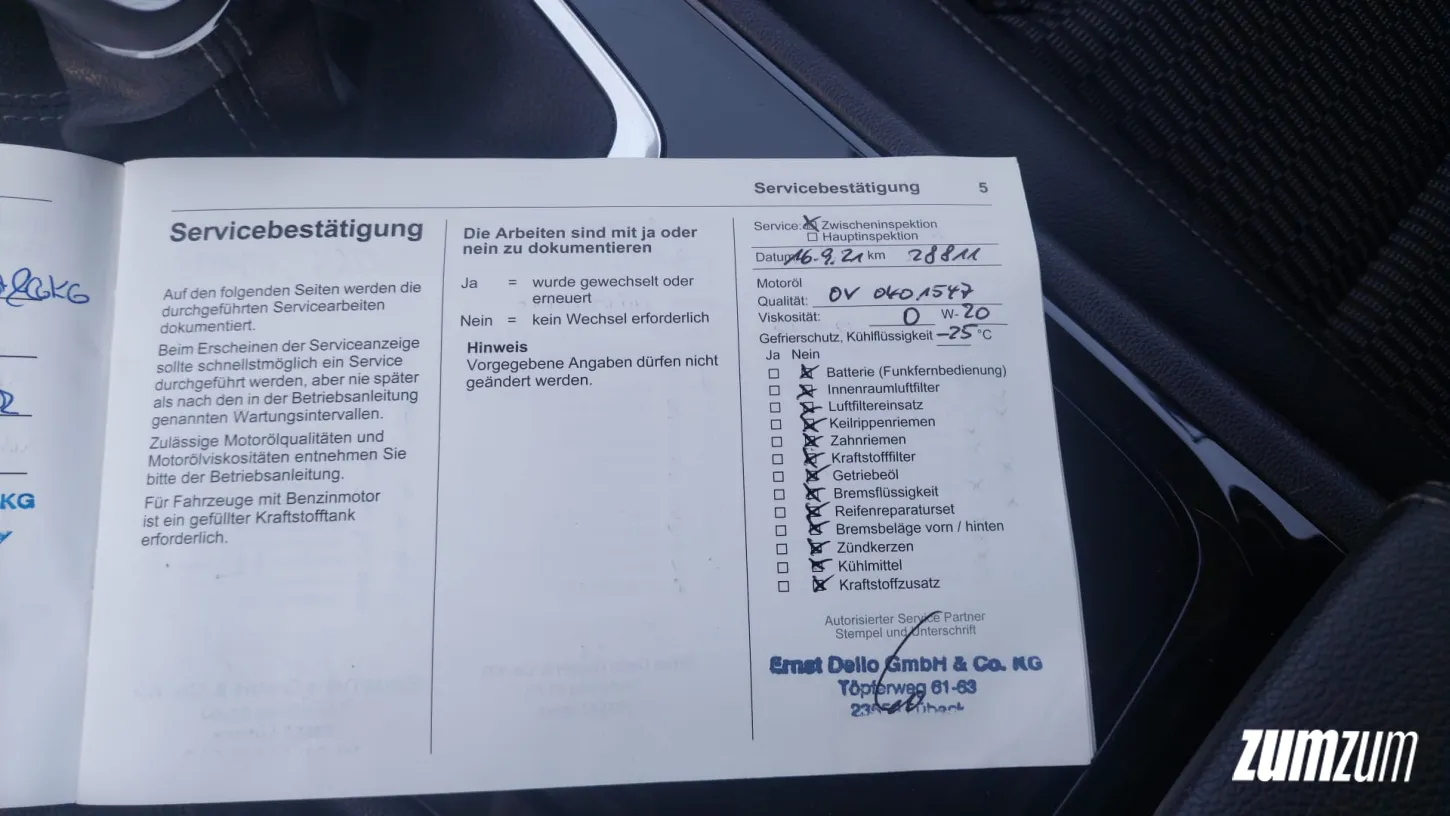 KG
Servicebestätigung
Auf den folgenden Seiten werden die
durchgeführten Servicearbeiten
dokumentiert.
Beim Erscheinen der Serviceanzeige
sollte schnellstmöglich ein Service
durchgeführt werden, aber nie später
als nach den in der Betriebsanleitung
genannten Wartungsintervallen.
Zulässige Motorölqualitäten und
Motorölviskositäten entnehmen Sie
bitte der Betriebsanleitung.
Für Fahrzeuge mit Benzinmotor
ist ein gefüllter Kraftstofftank
erforderlich.
Die Arbeiten sind mit ja oder
nein zu dokumentieren
Ja = wurde gewechselt oder
erneuert
Nein = kein Wechsel erforderlich
Hinweis
Vorgegebene Angaben dürfen nicht
geändert werden.
Servicebestätigung 5
Service: Zwischeninspektion
Hauptinspektion
Datum 16.9.21 km 28811
Motoröl
Qualität: OV 0401547
Viskosität: 0 W-20
Gefrierschutz, Kühlflüssigkeit -25 °C
Ja Nein
Batterie (Funkfernbedienung)
Innenraumluftfilter
Luftfiltereinsatz
Keilrippenriemen
Zahnriemen
Kraftstofffilter
Getriebeöl
Bremsflüssigkeit
Reifenreparaturset
Bremsbeläge vorn / hinten
Zündkerzen
Kühlmittel
Kraftstoffzusatz
Autorisierter Service Partner
Stempel und Unterschrift
Ernst Dello GmbH & Co. KG
Töpferweg 61-63
zumzum